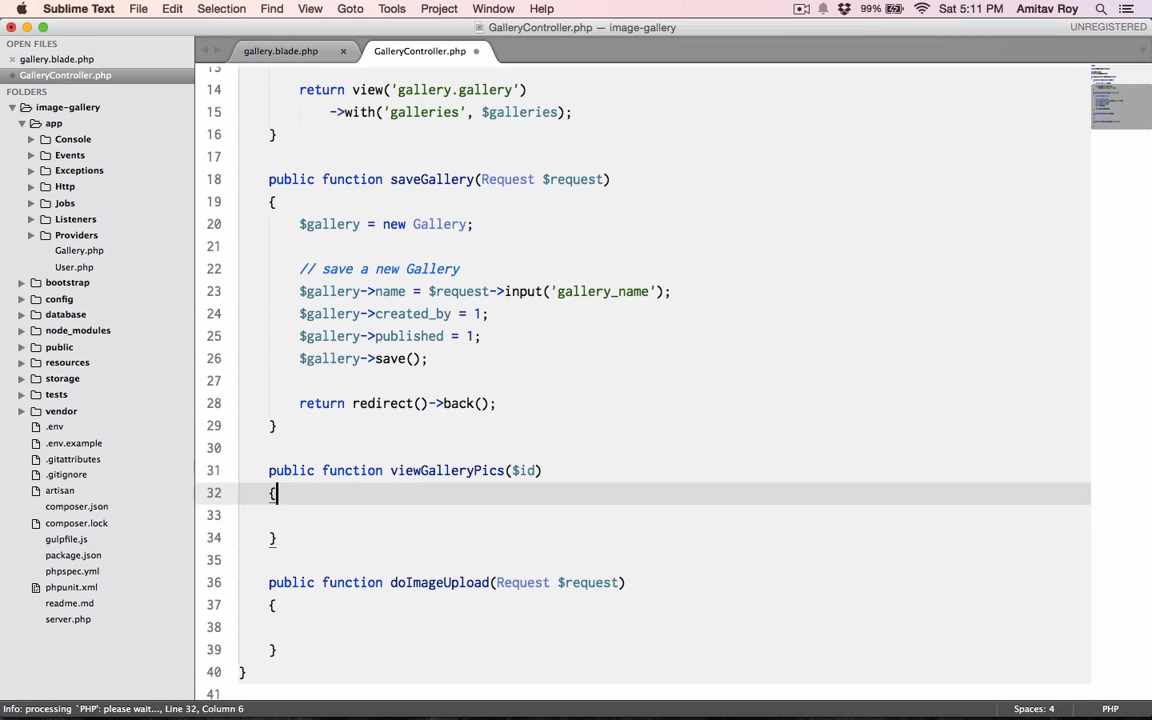 Sublime Text File Edit Selection Find View Goto Tools Project Window Help 99% Sat 5:11 PM Amitav Roy
GalleryController.php — image-gallery UNREGISTERED
OPEN FILES
gallery.blade.php
GalleryController.php
FOLDERS
image-gallery
app
Console
Events
Exceptions
Http
Jobs
Listeners
Providers
Gallery.php
User.php
bootstrap
config
database
node_modules
public
resources
storage
tests
vendor
.env
.env.example
.gitattributes
.gitignore
artisan
composer.json
composer.lock
gulpfile.js
package.json
phpspec.yml
phpunit.xml
readme.md
server.php
gallery.blade.php × GalleryController.php
13
14 return view('gallery.gallery')
15 ->with('galleries', $galleries);
16 }
17
18 public function saveGallery(Request $request)
19 {
20 $gallery = new Gallery;
21
22 // save a new Gallery
23 $gallery->name = $request->input('gallery_name');
24 $gallery->created_by = 1;
25 $gallery->published = 1;
26 $gallery->save();
27
28 return redirect()->back();
29 }
30
31 public function viewGalleryPics($id)
32 {
33
34 }
35
36 public function doImageUpload(Request $request)
37 {
38
39 }
40 }
41
Info: processing `PHP': please wait..., Line 32, Column 6 Spaces: 4 PHP